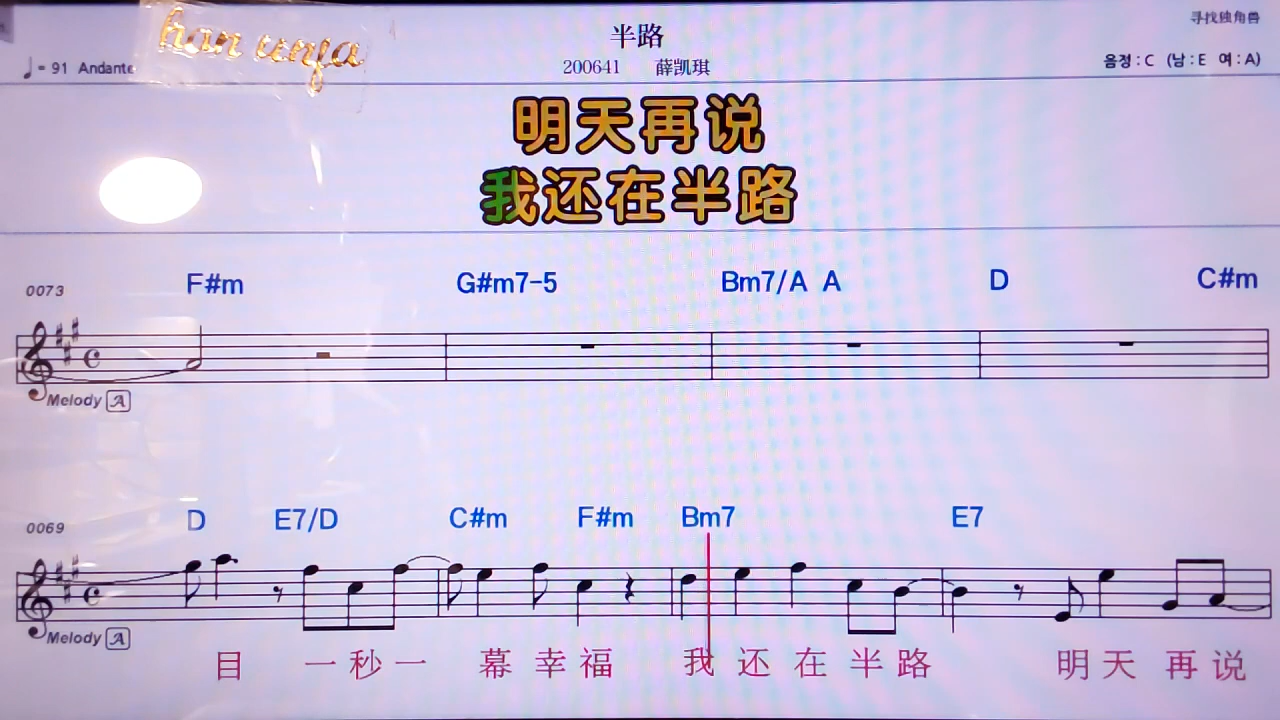 寻找独角兽
han unja
半路
♩= 91 Andante
200641 薛凯琪
음정 : C (남 : E 여 : A)
明天再说
我还在半路
0073
F#m G#m7-5 Bm7/A A D C#m
Melody A
0069
D E7/D C#m F#m Bm7 E7
Melody A
目 一秒一 幕幸福 我还在半路 明天再说